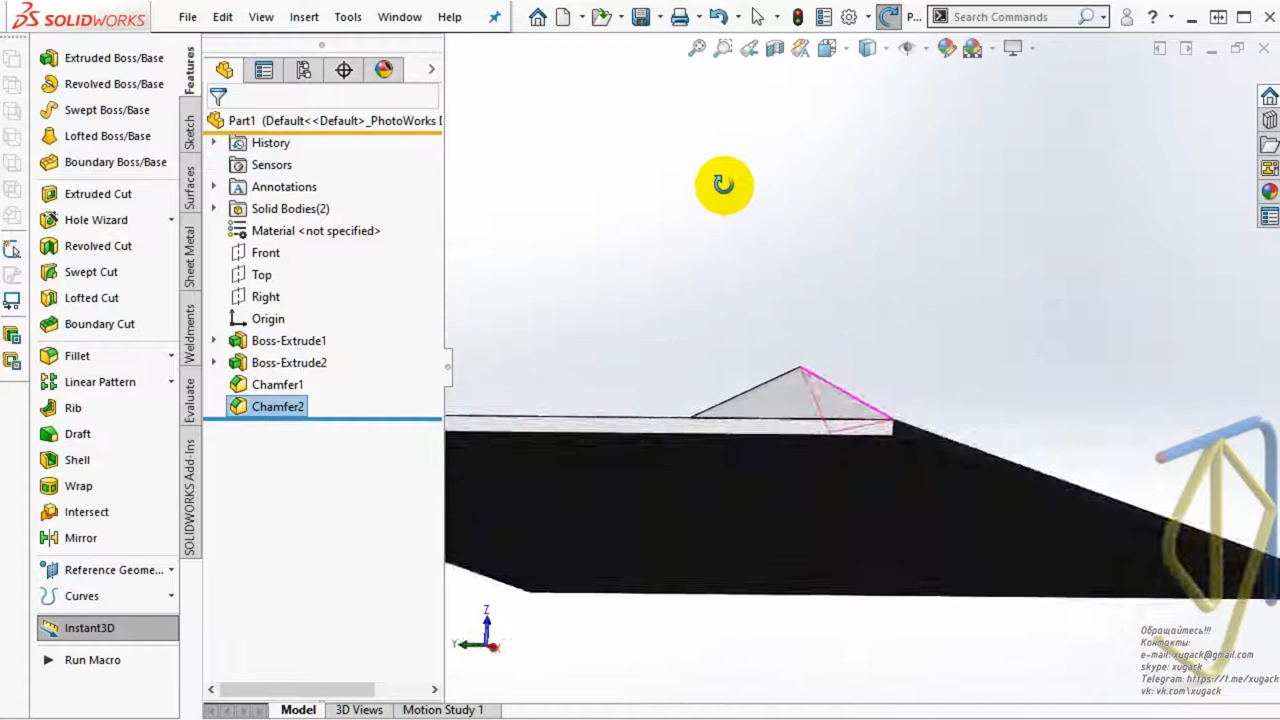 SOLIDWORKS File Edit View Insert Tools Window Help P... Search Commands
Features
Sketch
Surfaces
Sheet Metal
Weldments
Evaluate
SOLIDWORKS Add-Ins
Extruded Boss/Base
Revolved Boss/Base
Swept Boss/Base
Lofted Boss/Base
Boundary Boss/Base
Extruded Cut
Hole Wizard
Revolved Cut
Swept Cut
Lofted Cut
Boundary Cut
Fillet
Linear Pattern
Rib
Draft
Shell
Wrap
Intersect
Mirror
Reference Geome...
Curves
Instant3D
Run Macro
Part1 (Default<<Default>_PhotoWorks D
History
Sensors
Annotations
Solid Bodies(2)
Material <not specified>
Front
Top
Right
Origin
Boss-Extrude1
Boss-Extrude2
Chamfer1
Chamfer2
Z
Y
X
Обращайтесь!!!
Контакты:
e-mail: xugack@gmail.com
skype: xugack
Telegram: https://t.me/xugack
vk: vk.com\xugack
Model 3D Views Motion Study 1